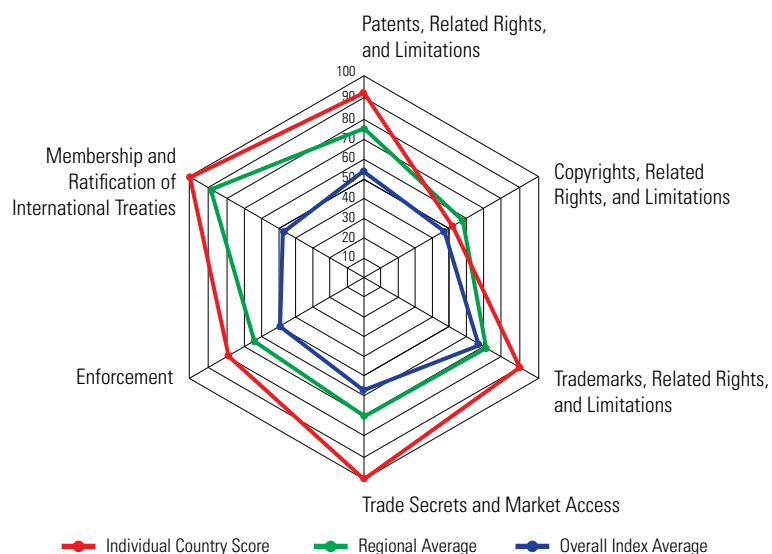 Patents, Related Rights,
and Limitations
100
90
80
70
60
50
40
30
20
10
Membership and
Ratification of
International Treaties
Copyrights, Related
Rights, and Limitations
Enforcement
Trademarks, Related Rights,
and Limitations
Trade Secrets and Market Access
Individual Country Score
Regional Average
Overall Index Average